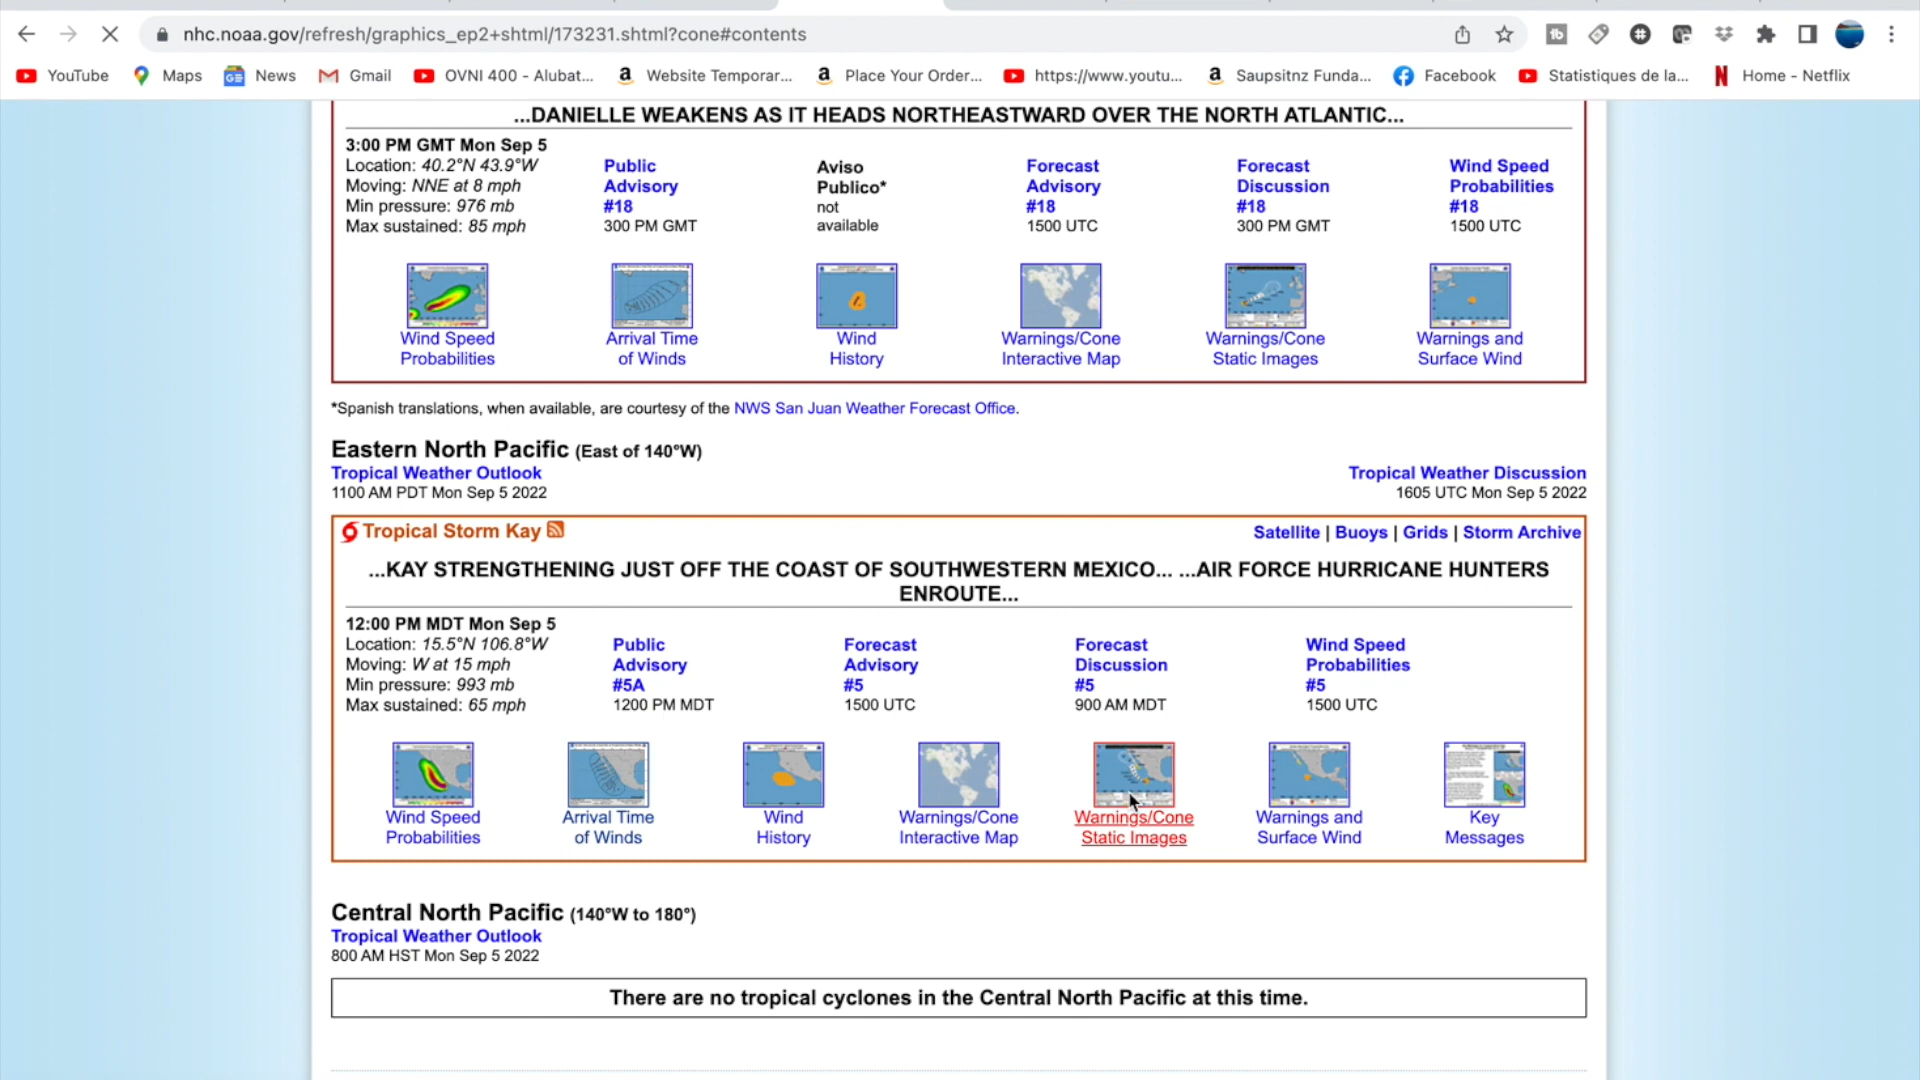 nhc.noaa.gov/refresh/graphics_ep2+shtml/173231.shtml?cone#contents
YouTube Maps News Gmail OVNI 400 - Alubat... Website Temporar... Place Your Order... https://www.youtu... Saupsitnz Funda... Facebook Statistiques de la... Home - Netflix
...DANIELLE WEAKENS AS IT HEADS NORTHEASTWARD OVER THE NORTH ATLANTIC...
3:00 PM GMT Mon Sep 5
Location: 40.2°N 43.9°W
Moving: NNE at 8 mph
Min pressure: 976 mb
Max sustained: 85 mph
Public
Advisory
#18
300 PM GMT
Aviso
Publico*
not
available
Forecast
Advisory
#18
1500 UTC
Forecast
Discussion
#18
300 PM GMT
Wind Speed
Probabilities
#18
1500 UTC
Wind Speed
Probabilities
Arrival Time
of Winds
Wind
History
Warnings/Cone
Interactive Map
Warnings/Cone
Static Images
Warnings and
Surface Wind
*Spanish translations, when available, are courtesy of the NWS San Juan Weather Forecast Office.
Eastern North Pacific (East of 140°W)
Tropical Weather Outlook
1100 AM PDT Mon Sep 5 2022
Tropical Weather Discussion
1605 UTC Mon Sep 5 2022
Tropical Storm Kay
Satellite | Buoys | Grids | Storm Archive
...KAY STRENGTHENING JUST OFF THE COAST OF SOUTHWESTERN MEXICO... ...AIR FORCE HURRICANE HUNTERS
ENROUTE...
12:00 PM MDT Mon Sep 5
Location: 15.5°N 106.8°W
Moving: W at 15 mph
Min pressure: 993 mb
Max sustained: 65 mph
Public
Advisory
#5A
1200 PM MDT
Forecast
Advisory
#5
1500 UTC
Forecast
Discussion
#5
900 AM MDT
Wind Speed
Probabilities
#5
1500 UTC
Wind Speed
Probabilities
Arrival Time
of Winds
Wind
History
Warnings/Cone
Interactive Map
Warnings/Cone
Static Images
Warnings and
Surface Wind
Key
Messages
Central North Pacific (140°W to 180°)
Tropical Weather Outlook
800 AM HST Mon Sep 5 2022
There are no tropical cyclones in the Central North Pacific at this time.